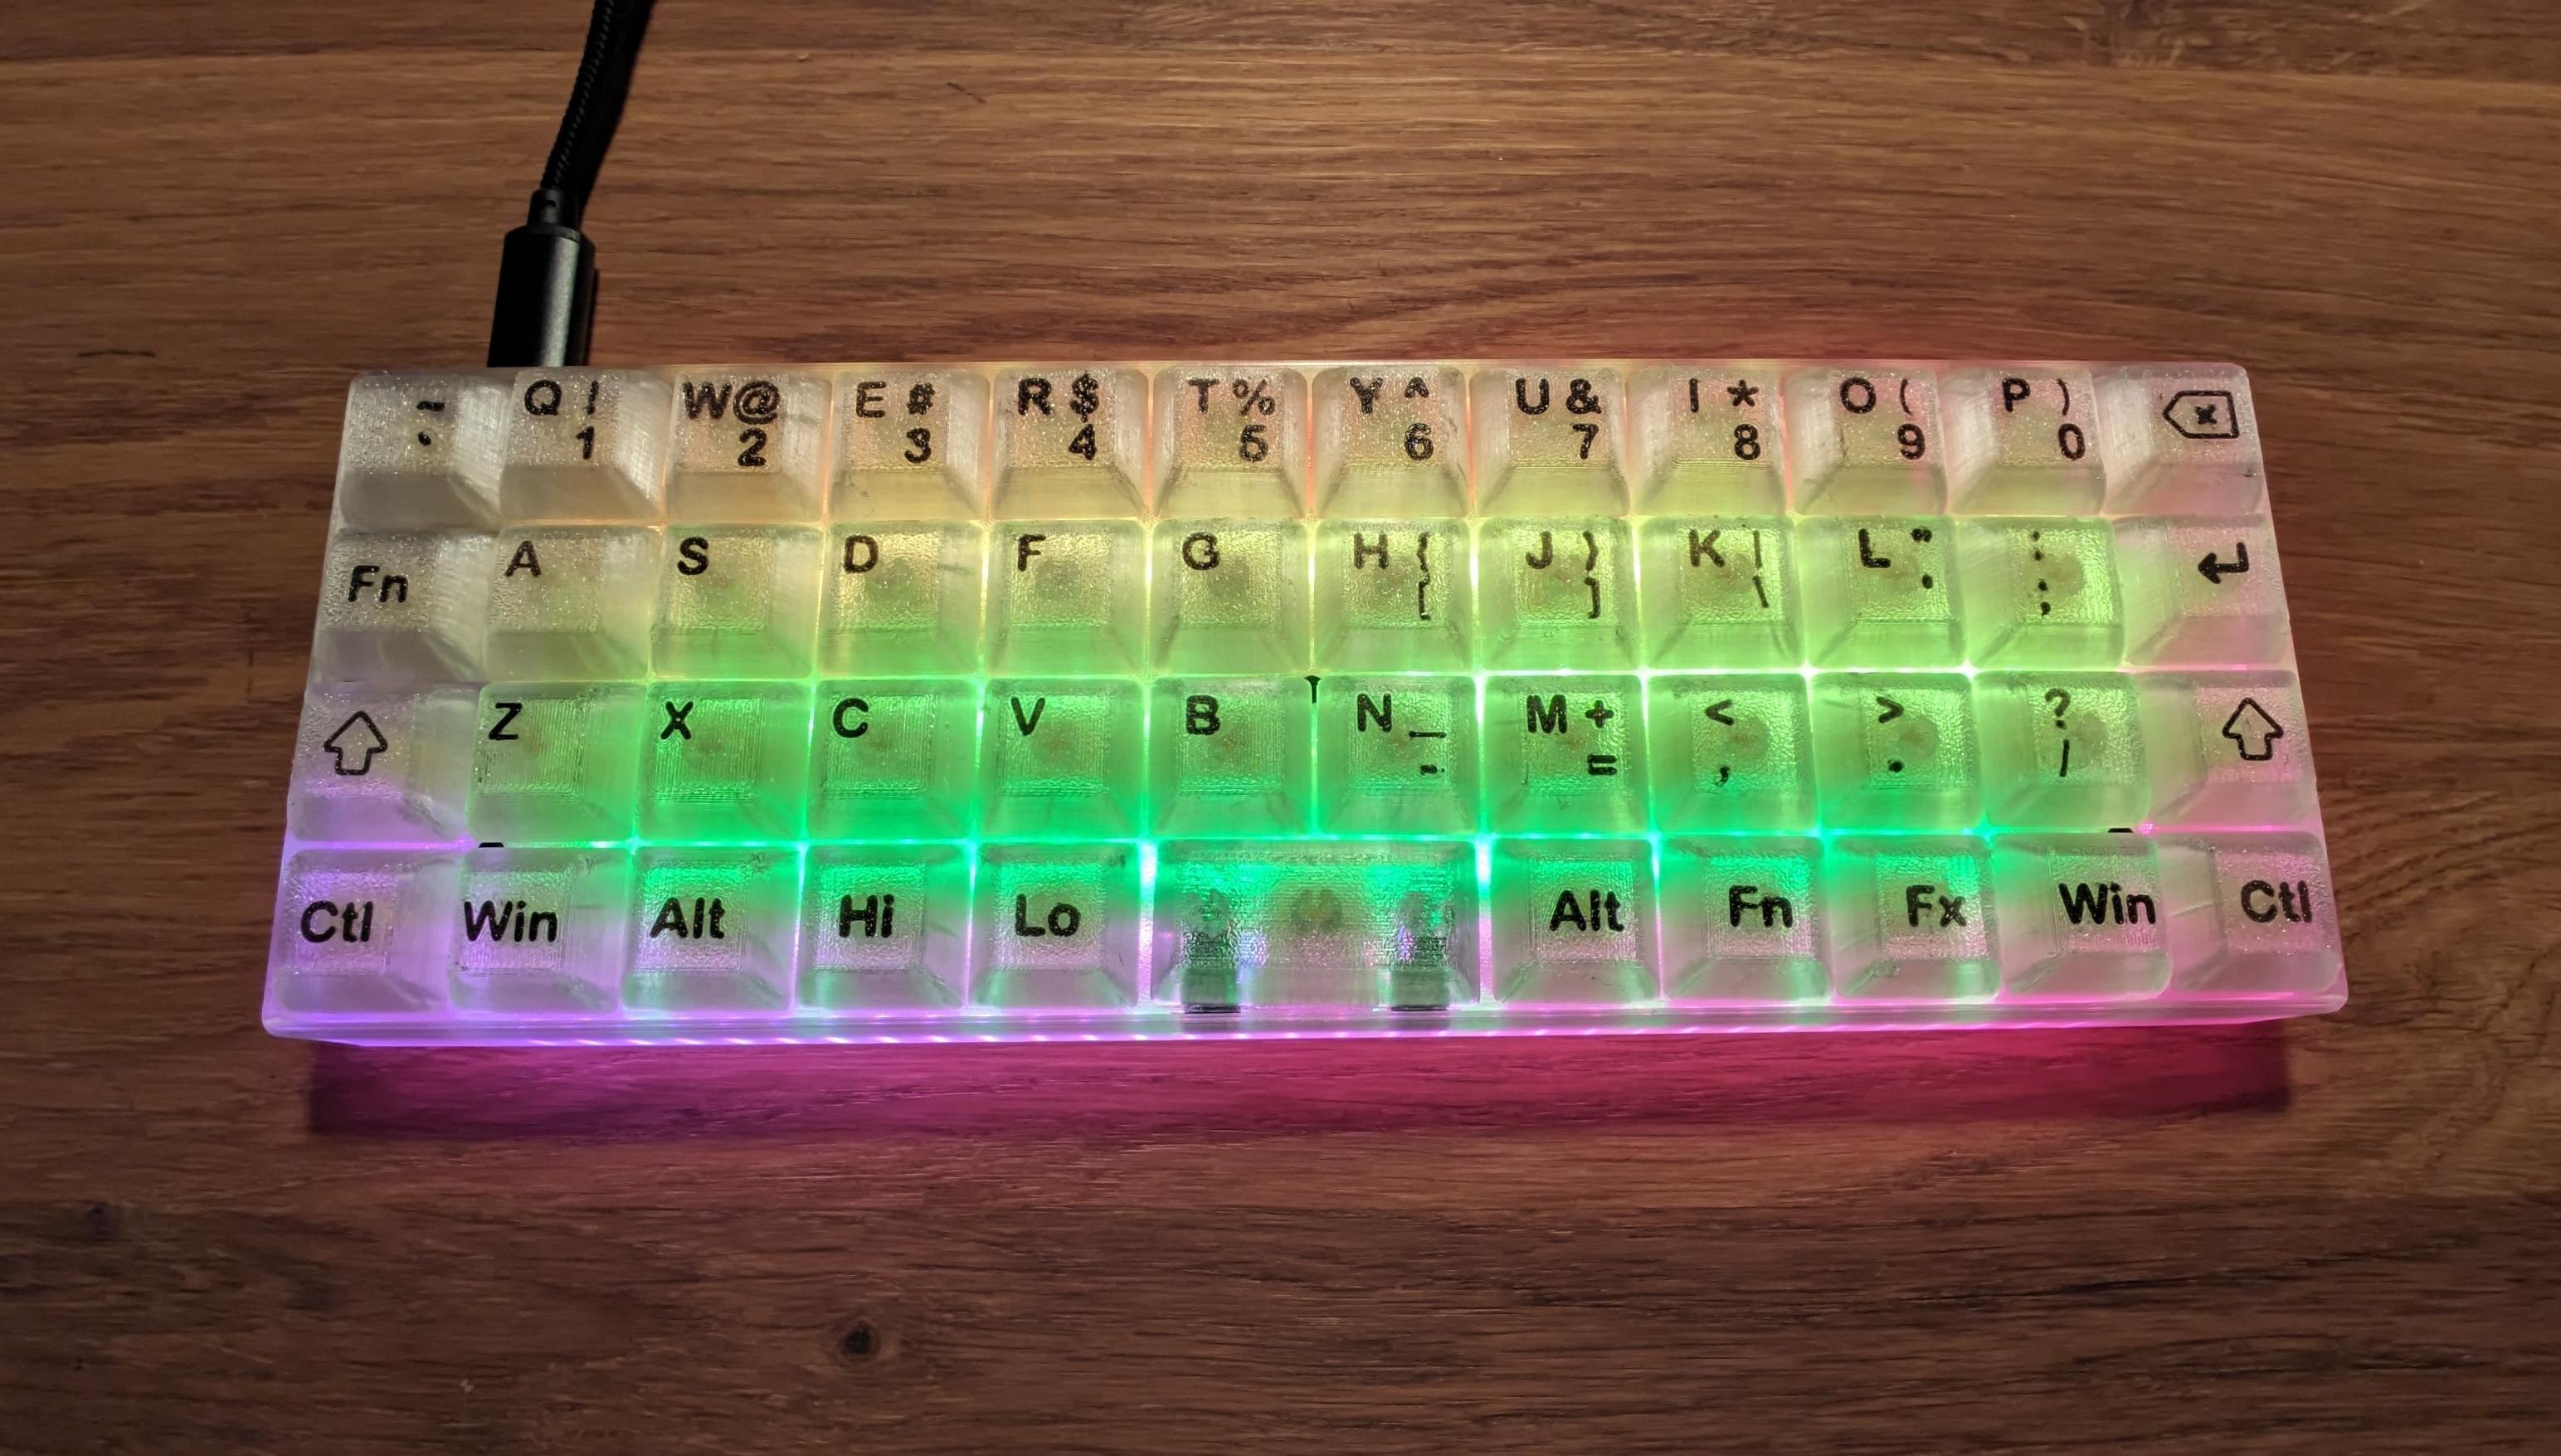 ~ Q ! W @ E # R $ T % Y ^ U & I * O ( P )
` 1 2 3 4 5 6 7 8 9 0
Fn A S D F G H { J } K | L " :
[ ] \ ' ;
Z X C V B N _ M + < > ?
- = , . /
Ctl Win Alt Hi Lo Alt Fn Fx Win Ctl